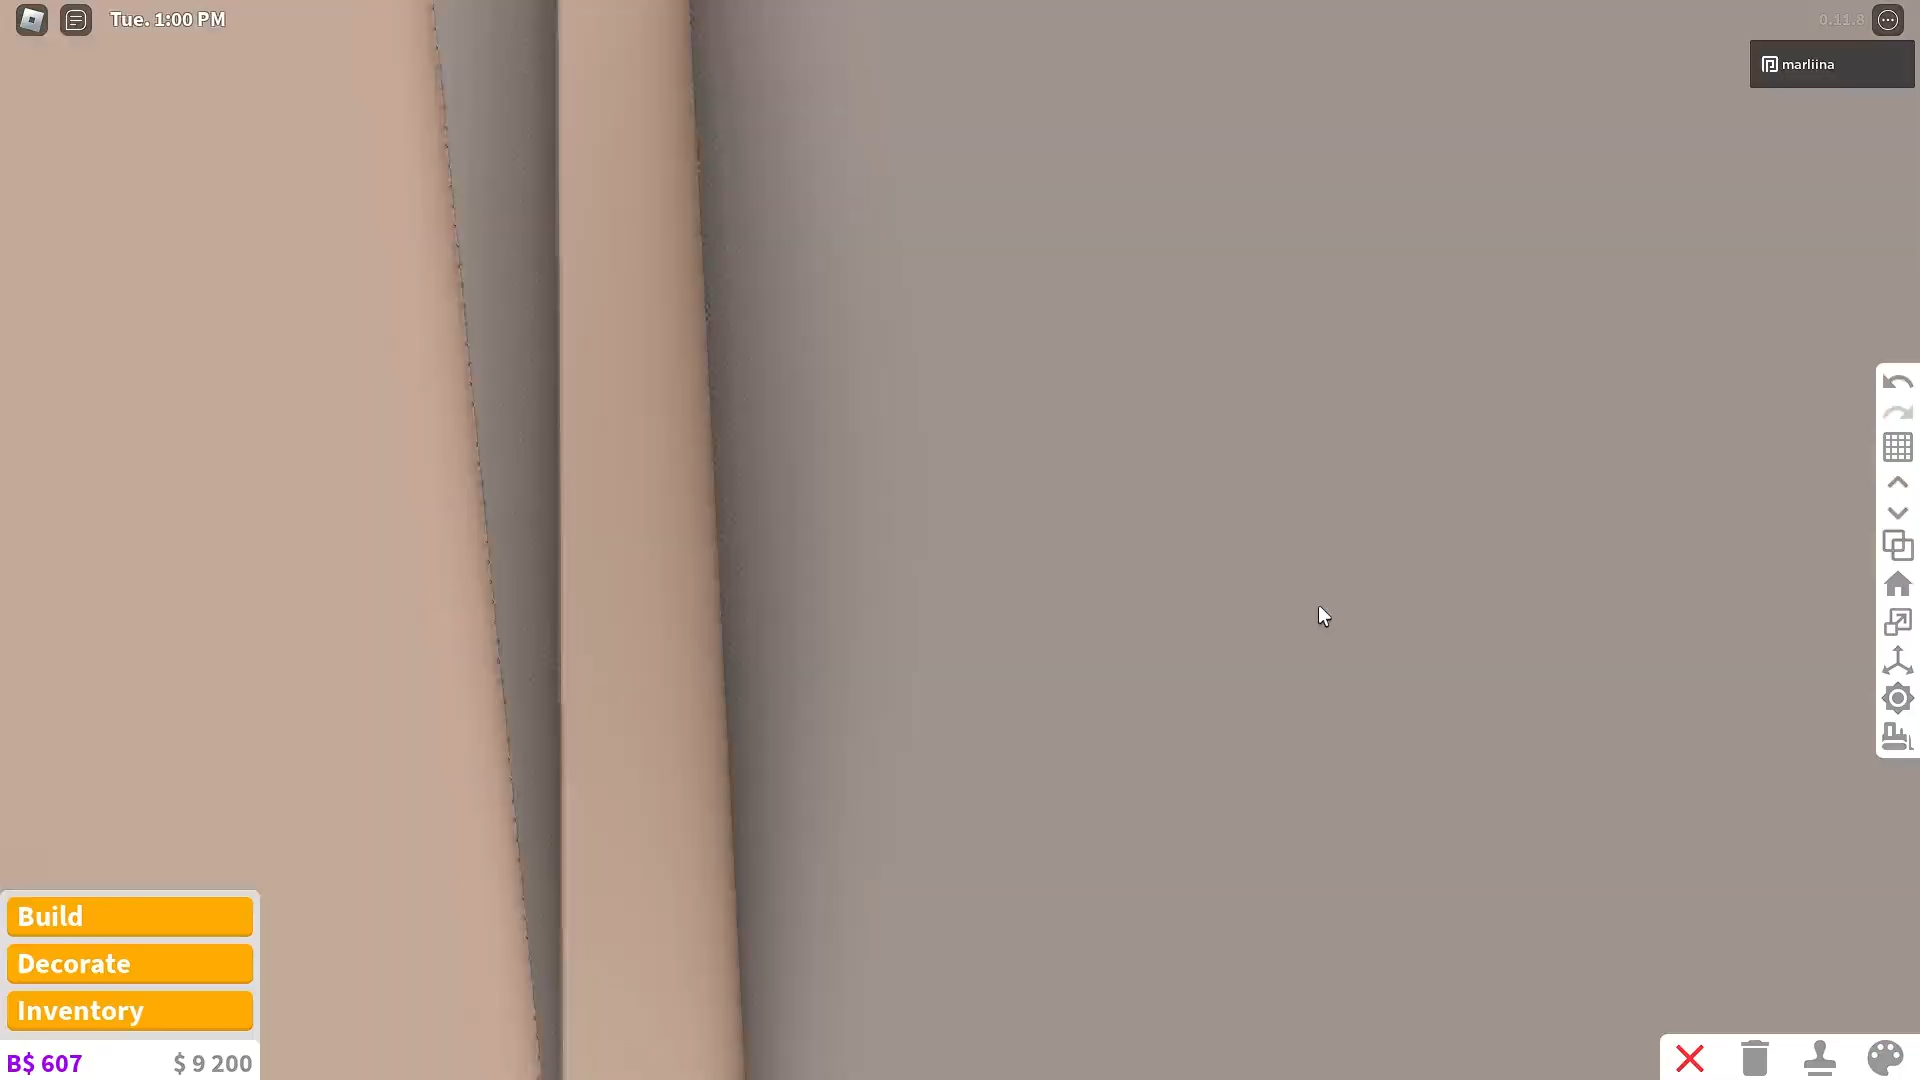 Tue. 1:00 PM
0.11.8
marliina
Build
Decorate
Inventory
B$ 607
$ 9 200